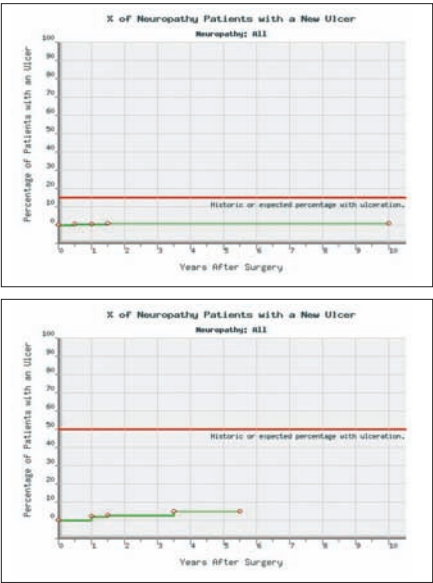 % of Neuropathy Patients with a New Ulcer
Neuropathy: All
Percentage of Patients with an Ulcer
100
90
80
70
60
50
40
30
20
10
0
Historic or expected percentage with ulceration.
0 1 2 3 4 5 6 7 8 9 10
Years After Surgery
% of Neuropathy Patients with a New Ulcer
Neuropathy: All
Percentage of Patients with an Ulcer
100
90
80
70
60
50
40
30
20
10
0
Historic or expected percentage with ulceration.
0 1 2 3 4 5 6 7 8 9 10
Years After Surgery